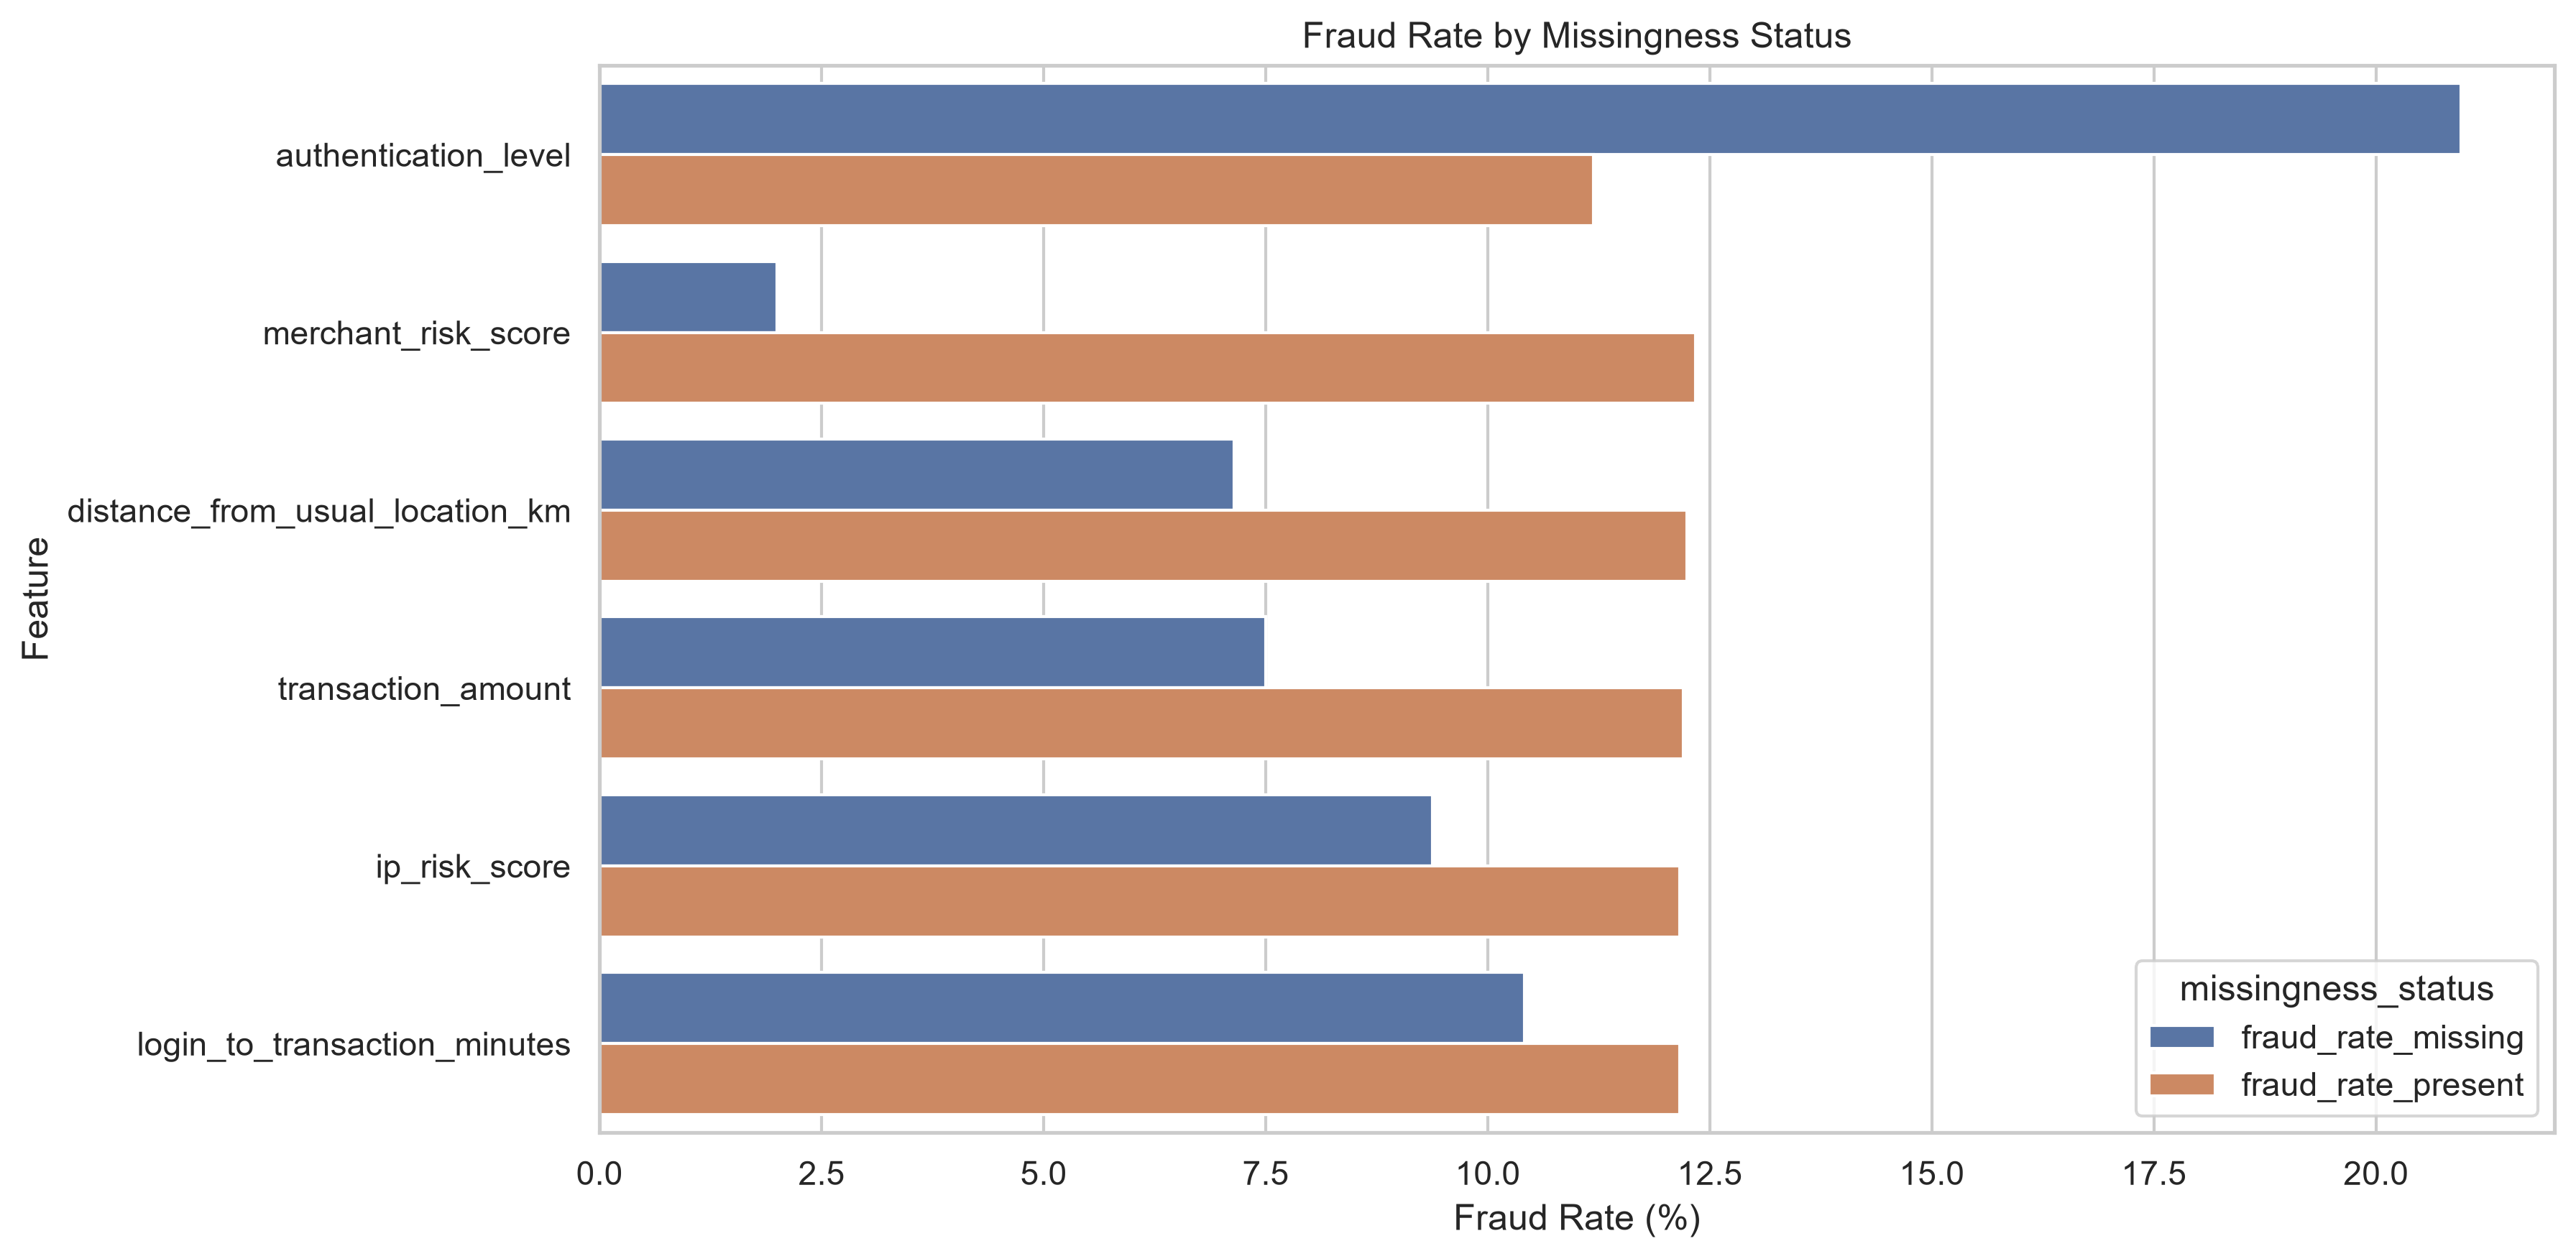 Fraud Rate by Missingness Status
Feature
authentication_level
merchant_risk_score
distance_from_usual_location_km
transaction_amount
ip_risk_score
login_to_transaction_minutes
missingness_status
fraud_rate_missing
fraud_rate_present
0.0 2.5 5.0 7.5 10.0 12.5 15.0 17.5 20.0
Fraud Rate (%)